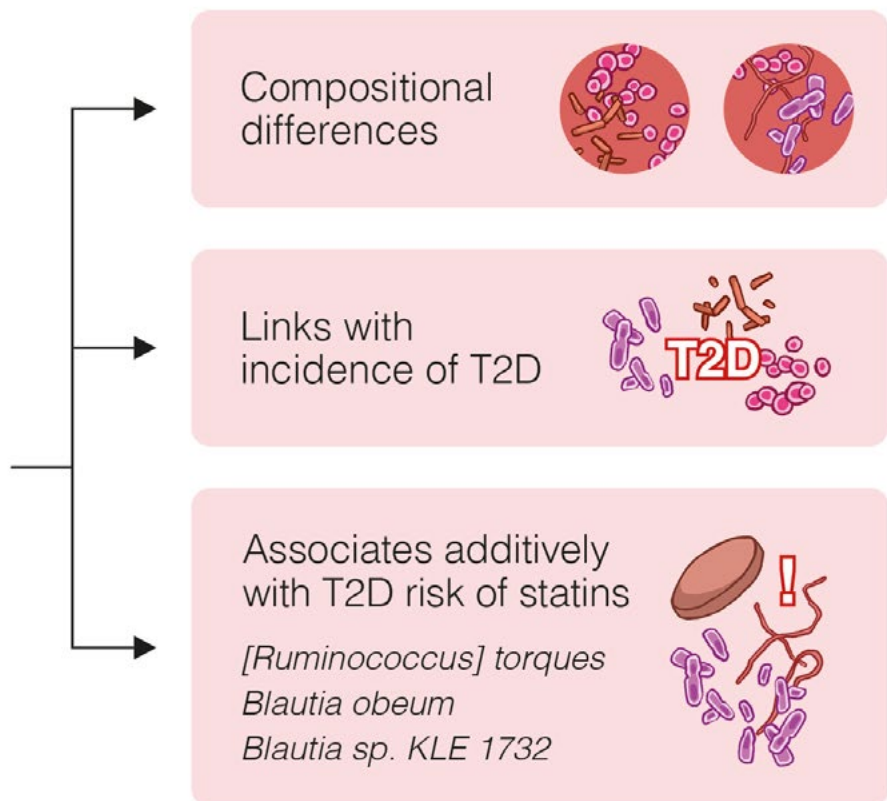 Compositional
differences
Links with
incidence of T2D
T2D
Associates additively
with T2D risk of statins
!
[Ruminococcus] torques
Blautia obeum
Blautia sp. KLE 1732